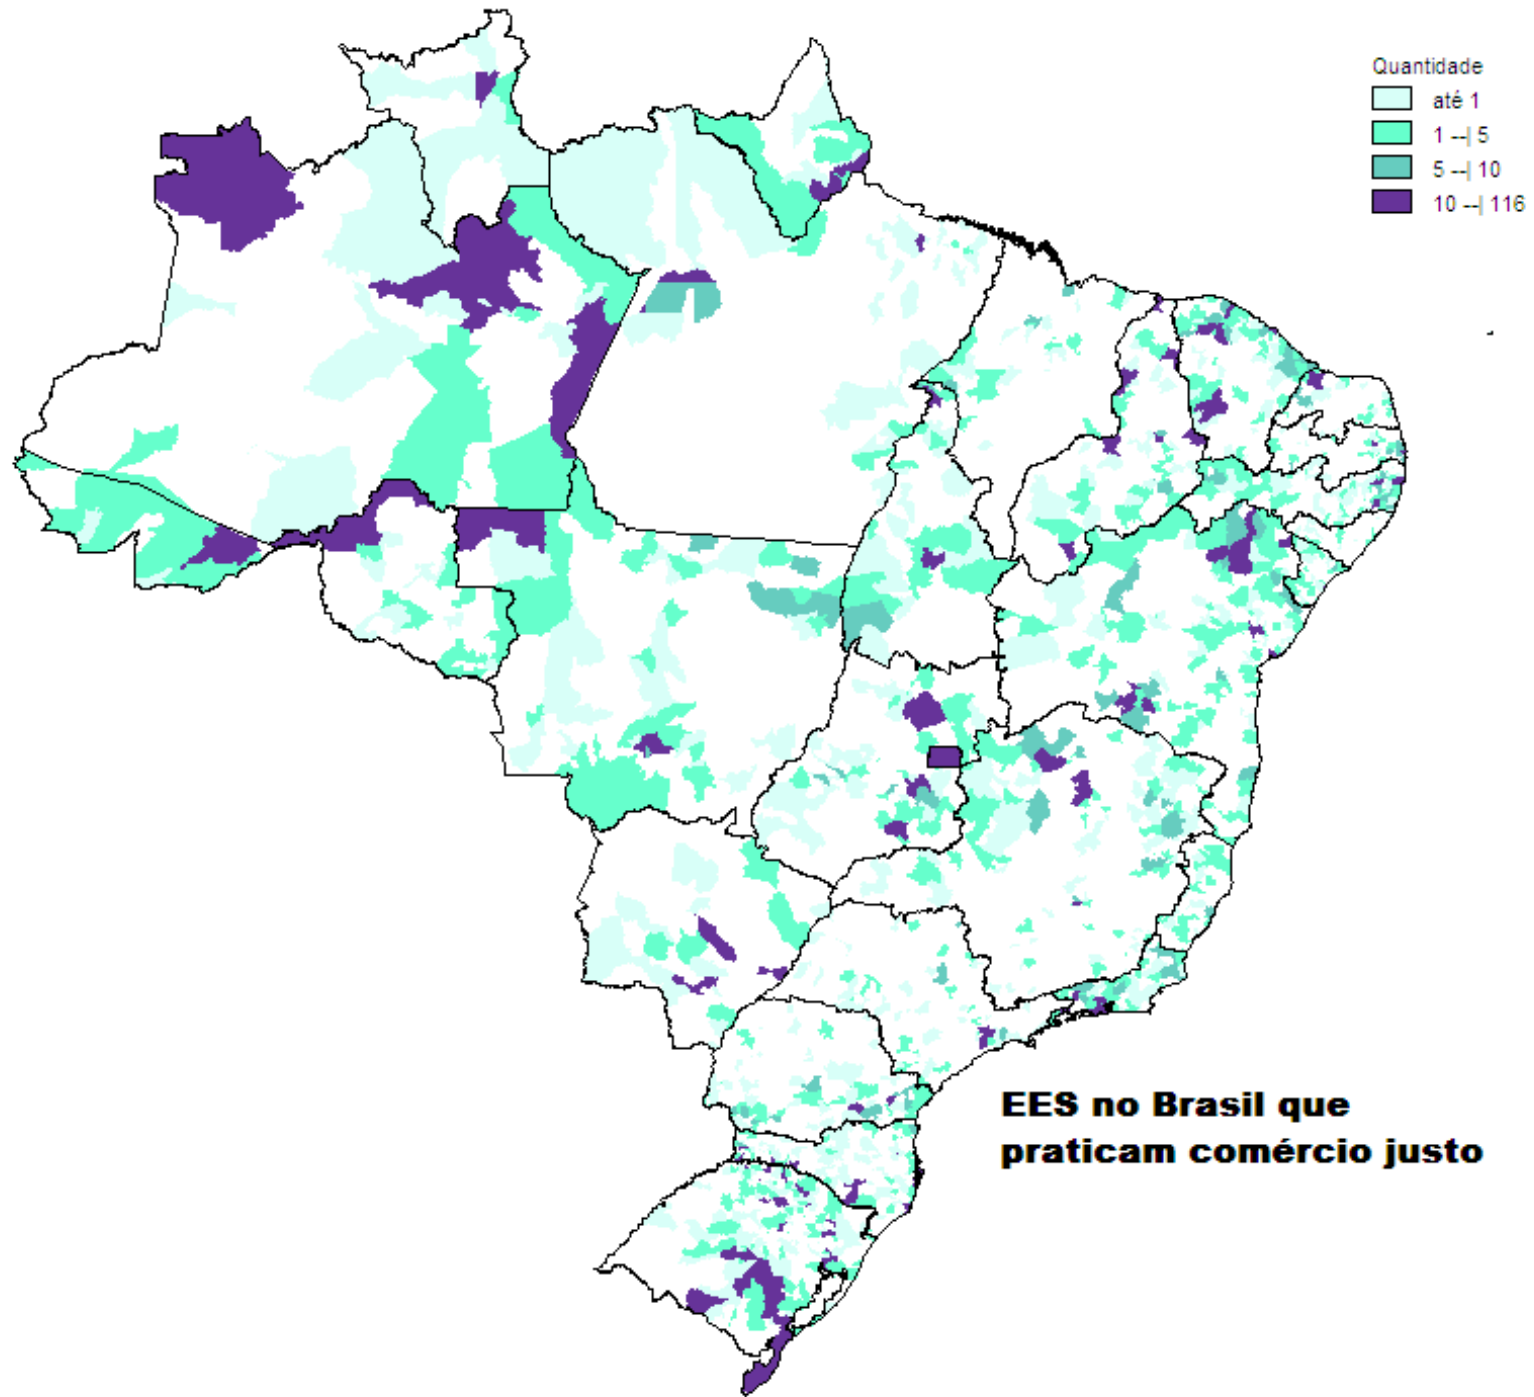 Quantidade
até 1
1 --| 5
5 --| 10
10 --| 116
EES no Brasil que
praticam comércio justo